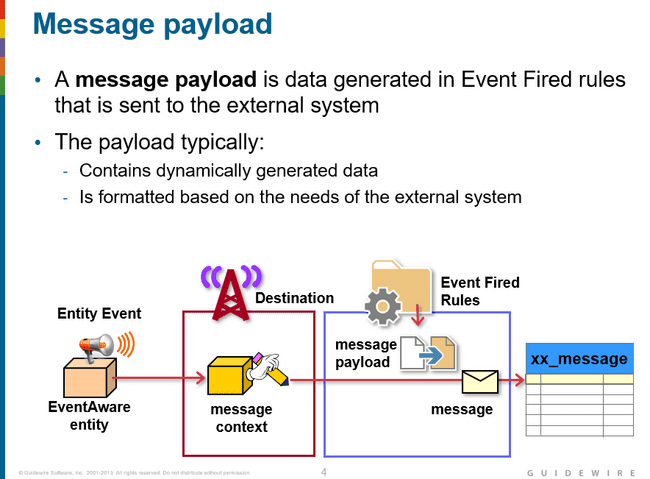 Message payload
• A message payload is data generated in Event Fired rules
that is sent to the external system
• The payload typically:
- Contains dynamically generated data
- Is formatted based on the needs of the external system
Entity Event
EventAware
entity
Destination
message
context
Event Fired
Rules
message
payload
message
xx_message
© Guidewire Software, Inc. 2001-2013. All rights reserved. Do not distribute without permission.
4
GUIDEWIRE